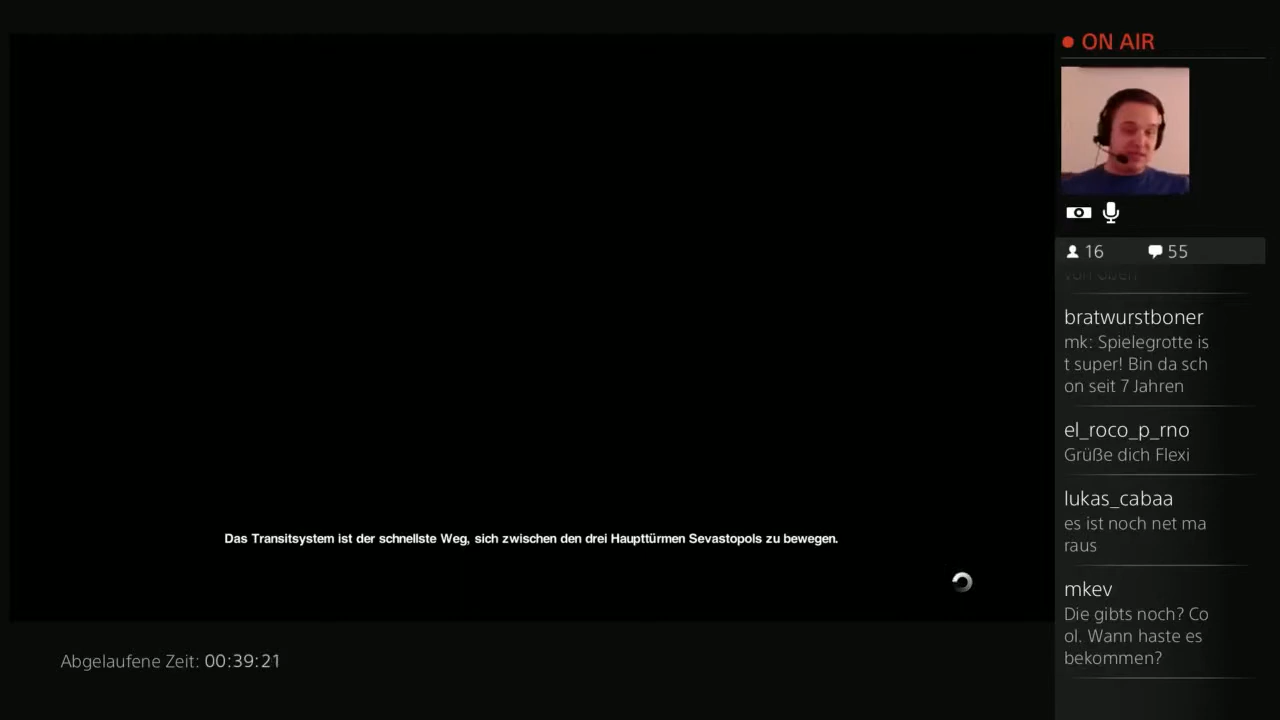 ON AIR
16 55
von oben
bratwurstboner
mk: Spielegrotte is
t super! Bin da sch
on seit 7 Jahren
el_roco_p_rno
Grüße dich Flexi
lukas_cabaa
es ist noch net ma
raus
mkev
Die gibts noch? Co
ol. Wann haste es
bekommen?
Das Transitsystem ist der schnellste Weg, sich zwischen den drei Haupttürmen Sevastopols zu bewegen.
Abgelaufene Zeit: 00:39:21